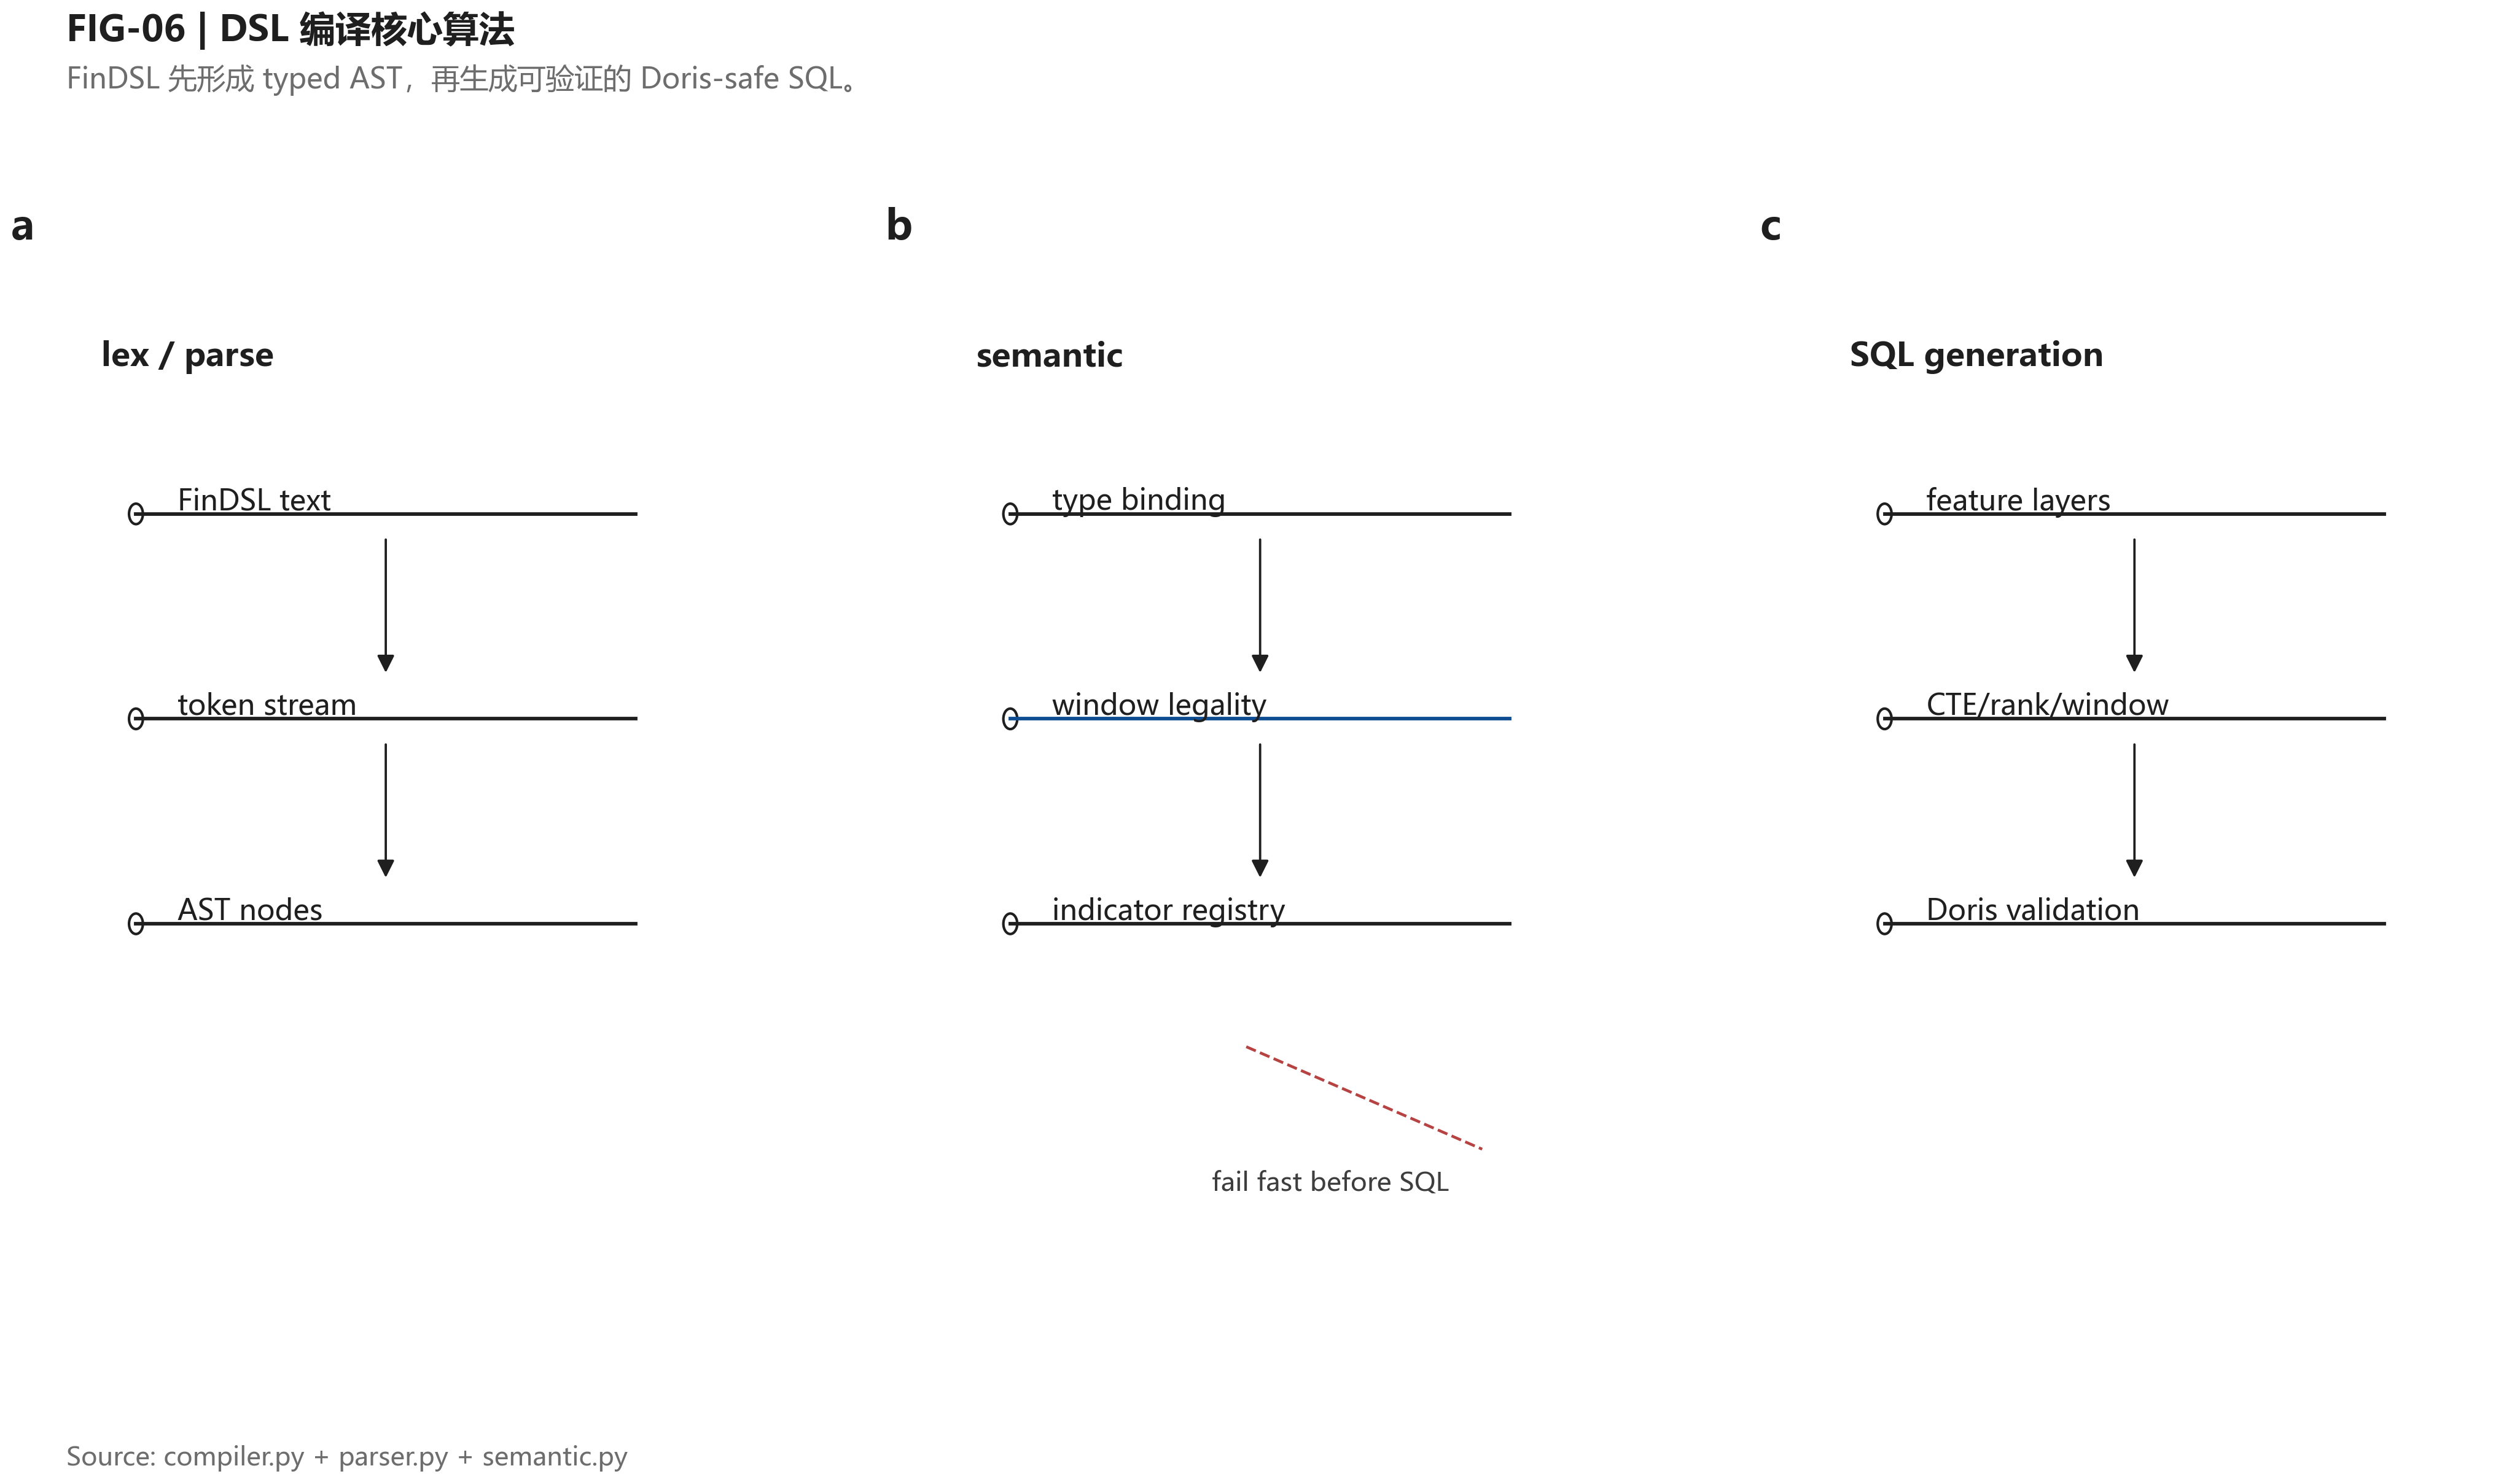 FIG-06 | DSL 编译核心算法
FinDSL 先形成 typed AST，再生成可验证的 Doris-safe SQL。
a
lex / parse
FinDSL text
token stream
AST nodes
b
semantic
type binding
window legality
indicator registry
fail fast before SQL
c
SQL generation
feature layers
CTE/rank/window
Doris validation
Source: compiler.py + parser.py + semantic.py